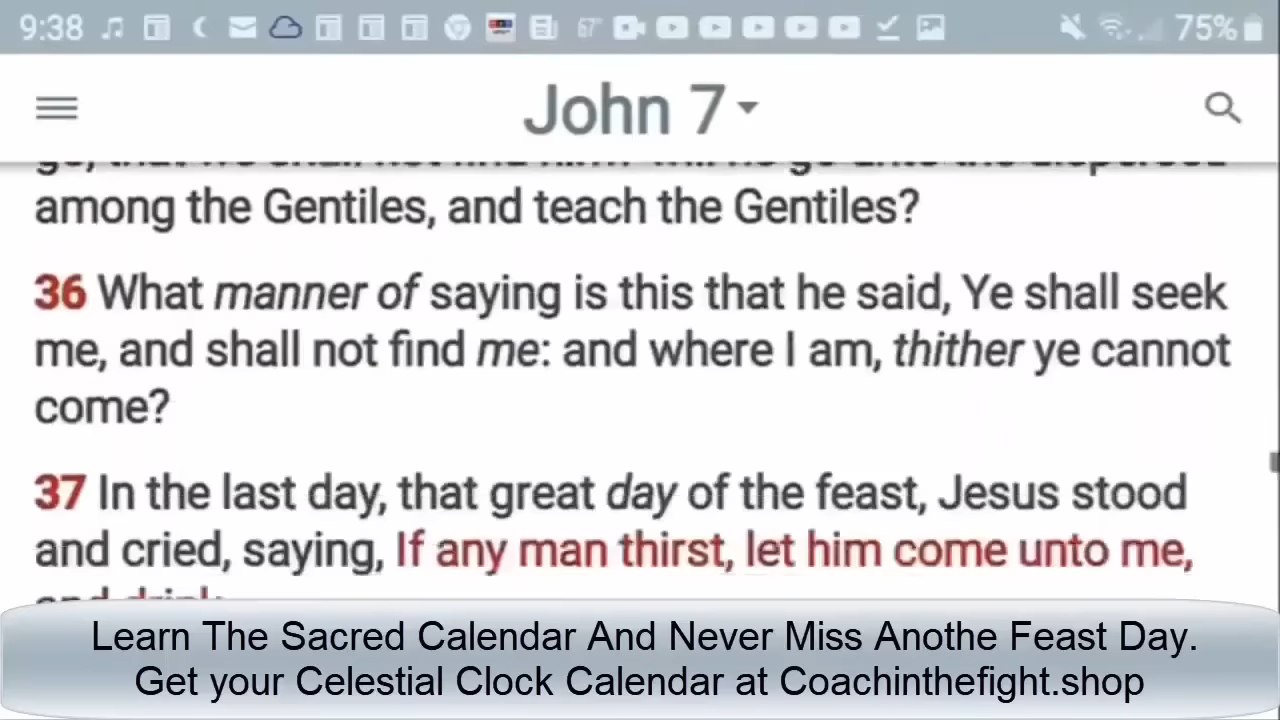 9:38 67° 75%
John 7
among the Gentiles, and teach the Gentiles?
36 What manner of saying is this that he said, Ye shall seek
me, and shall not find me: and where I am, thither ye cannot
come?
37 In the last day, that great day of the feast, Jesus stood
and cried, saying, If any man thirst, let him come unto me,
and drink
Learn The Sacred Calendar And Never Miss Anothe Feast Day.
Get your Celestial Clock Calendar at Coachinthefight.shop